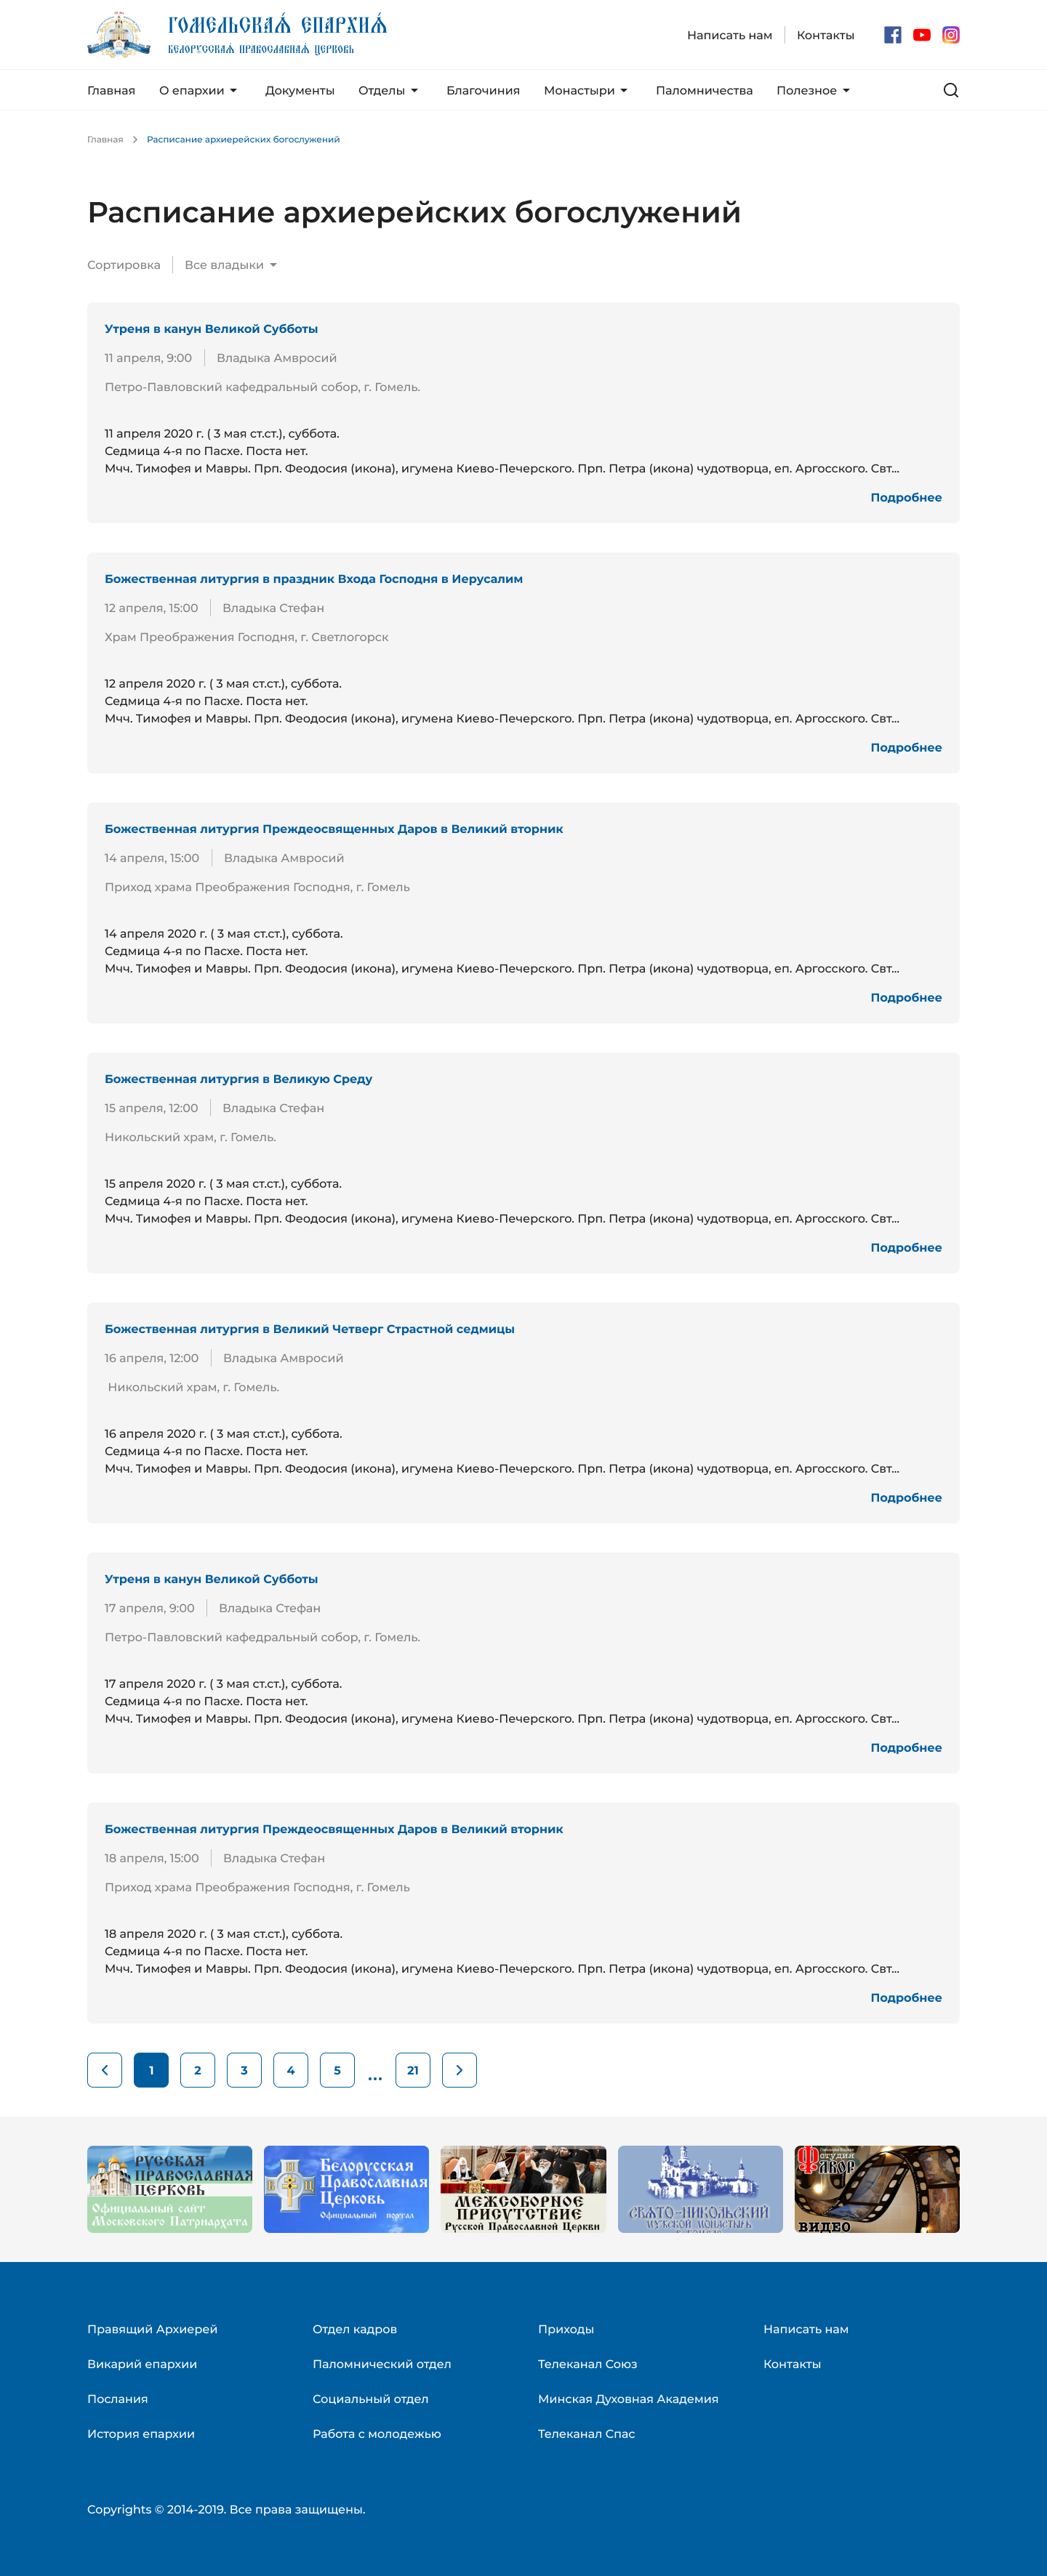 ГОМЕЛЬСКАЯ ЕПАРХИЯ
БЕЛОРУССКАЯ ПРАВОСЛАВНАЯ ЦЕРКОВЬ
Написать нам
Контакты
Главная
О епархии
Документы
Отделы
Благочиния
Монастыри
Паломничества
Полезное
Главная
Расписание архиерейских богослужений
Расписание архиерейских богослужений
Сортировка
Все владыки
Утреня в канун Великой Субботы
11 апреля, 9:00
Владыка Амвросий
Петро-Павловский кафедральный собор, г. Гомель.
11 апреля 2020 г. ( 3 мая ст.ст.), суббота.
Седмица 4-я по Пасхе. Поста нет.
Мчч. Тимофея и Мавры. Прп. Феодосия (икона), игумена Киево-Печерского. Прп. Петра (икона) чудотворца, еп. Аргосского. Свт...
Подробнее
Божественная литургия в праздник Входа Господня в Иерусалим
12 апреля, 15:00
Владыка Стефан
Храм Преображения Господня, г. Светлогорск
12 апреля 2020 г. ( 3 мая ст.ст.), суббота.
Седмица 4-я по Пасхе. Поста нет.
Мчч. Тимофея и Мавры. Прп. Феодосия (икона), игумена Киево-Печерского. Прп. Петра (икона) чудотворца, еп. Аргосского. Свт...
Подробнее
Божественная литургия Преждеосвященных Даров в Великий вторник
14 апреля, 15:00
Владыка Амвросий
Приход храма Преображения Господня, г. Гомель
14 апреля 2020 г. ( 3 мая ст.ст.), суббота.
Седмица 4-я по Пасхе. Поста нет.
Мчч. Тимофея и Мавры. Прп. Феодосия (икона), игумена Киево-Печерского. Прп. Петра (икона) чудотворца, еп. Аргосского. Свт...
Подробнее
Божественная литургия в Великую Среду
15 апреля, 12:00
Владыка Стефан
Никольский храм, г. Гомель.
15 апреля 2020 г. ( 3 мая ст.ст.), суббота.
Седмица 4-я по Пасхе. Поста нет.
Мчч. Тимофея и Мавры. Прп. Феодосия (икона), игумена Киево-Печерского. Прп. Петра (икона) чудотворца, еп. Аргосского. Свт...
Подробнее
Божественная литургия в Великий Четверг Страстной седмицы
16 апреля, 12:00
Владыка Амвросий
Никольский храм, г. Гомель.
16 апреля 2020 г. ( 3 мая ст.ст.), суббота.
Седмица 4-я по Пасхе. Поста нет.
Мчч. Тимофея и Мавры. Прп. Феодосия (икона), игумена Киево-Печерского. Прп. Петра (икона) чудотворца, еп. Аргосского. Свт...
Подробнее
Утреня в канун Великой Субботы
17 апреля, 9:00
Владыка Стефан
Петро-Павловский кафедральный собор, г. Гомель.
17 апреля 2020 г. ( 3 мая ст.ст.), суббота.
Седмица 4-я по Пасхе. Поста нет.
Мчч. Тимофея и Мавры. Прп. Феодосия (икона), игумена Киево-Печерского. Прп. Петра (икона) чудотворца, еп. Аргосского. Свт...
Подробнее
Божественная литургия Преждеосвященных Даров в Великий вторник
18 апреля, 15:00
Владыка Стефан
Приход храма Преображения Господня, г. Гомель
18 апреля 2020 г. ( 3 мая ст.ст.), суббота.
Седмица 4-я по Пасхе. Поста нет.
Мчч. Тимофея и Мавры. Прп. Феодосия (икона), игумена Киево-Печерского. Прп. Петра (икона) чудотворца, еп. Аргосского. Свт...
Подробнее
1 2 3 4 5 ... 21
РУССКАЯ
ПРАВОСЛАВНАЯ
ЦЕРКОВЬ
Официальный сайт
Московского Патриархата
Белорусская
Православная
Церковь
Официальный портал
МЕЖСОБОРНОЕ
ПРИСУТСТВИЕ
Русской Православной Церкви
СВЯТО-НИКОЛЬСКИЙ
МУЖСКОЙ МОНАСТЫРЬ
студия
ФАВОР
ВИДЕО
Правящий Архиерей
Викарий епархии
Послания
История епархии
Отдел кадров
Паломнический отдел
Социальный отдел
Работа с молодежью
Приходы
Телеканал Союз
Минская Духовная Академия
Телеканал Спас
Написать нам
Контакты
Copyrights © 2014-2019. Все права защищены.